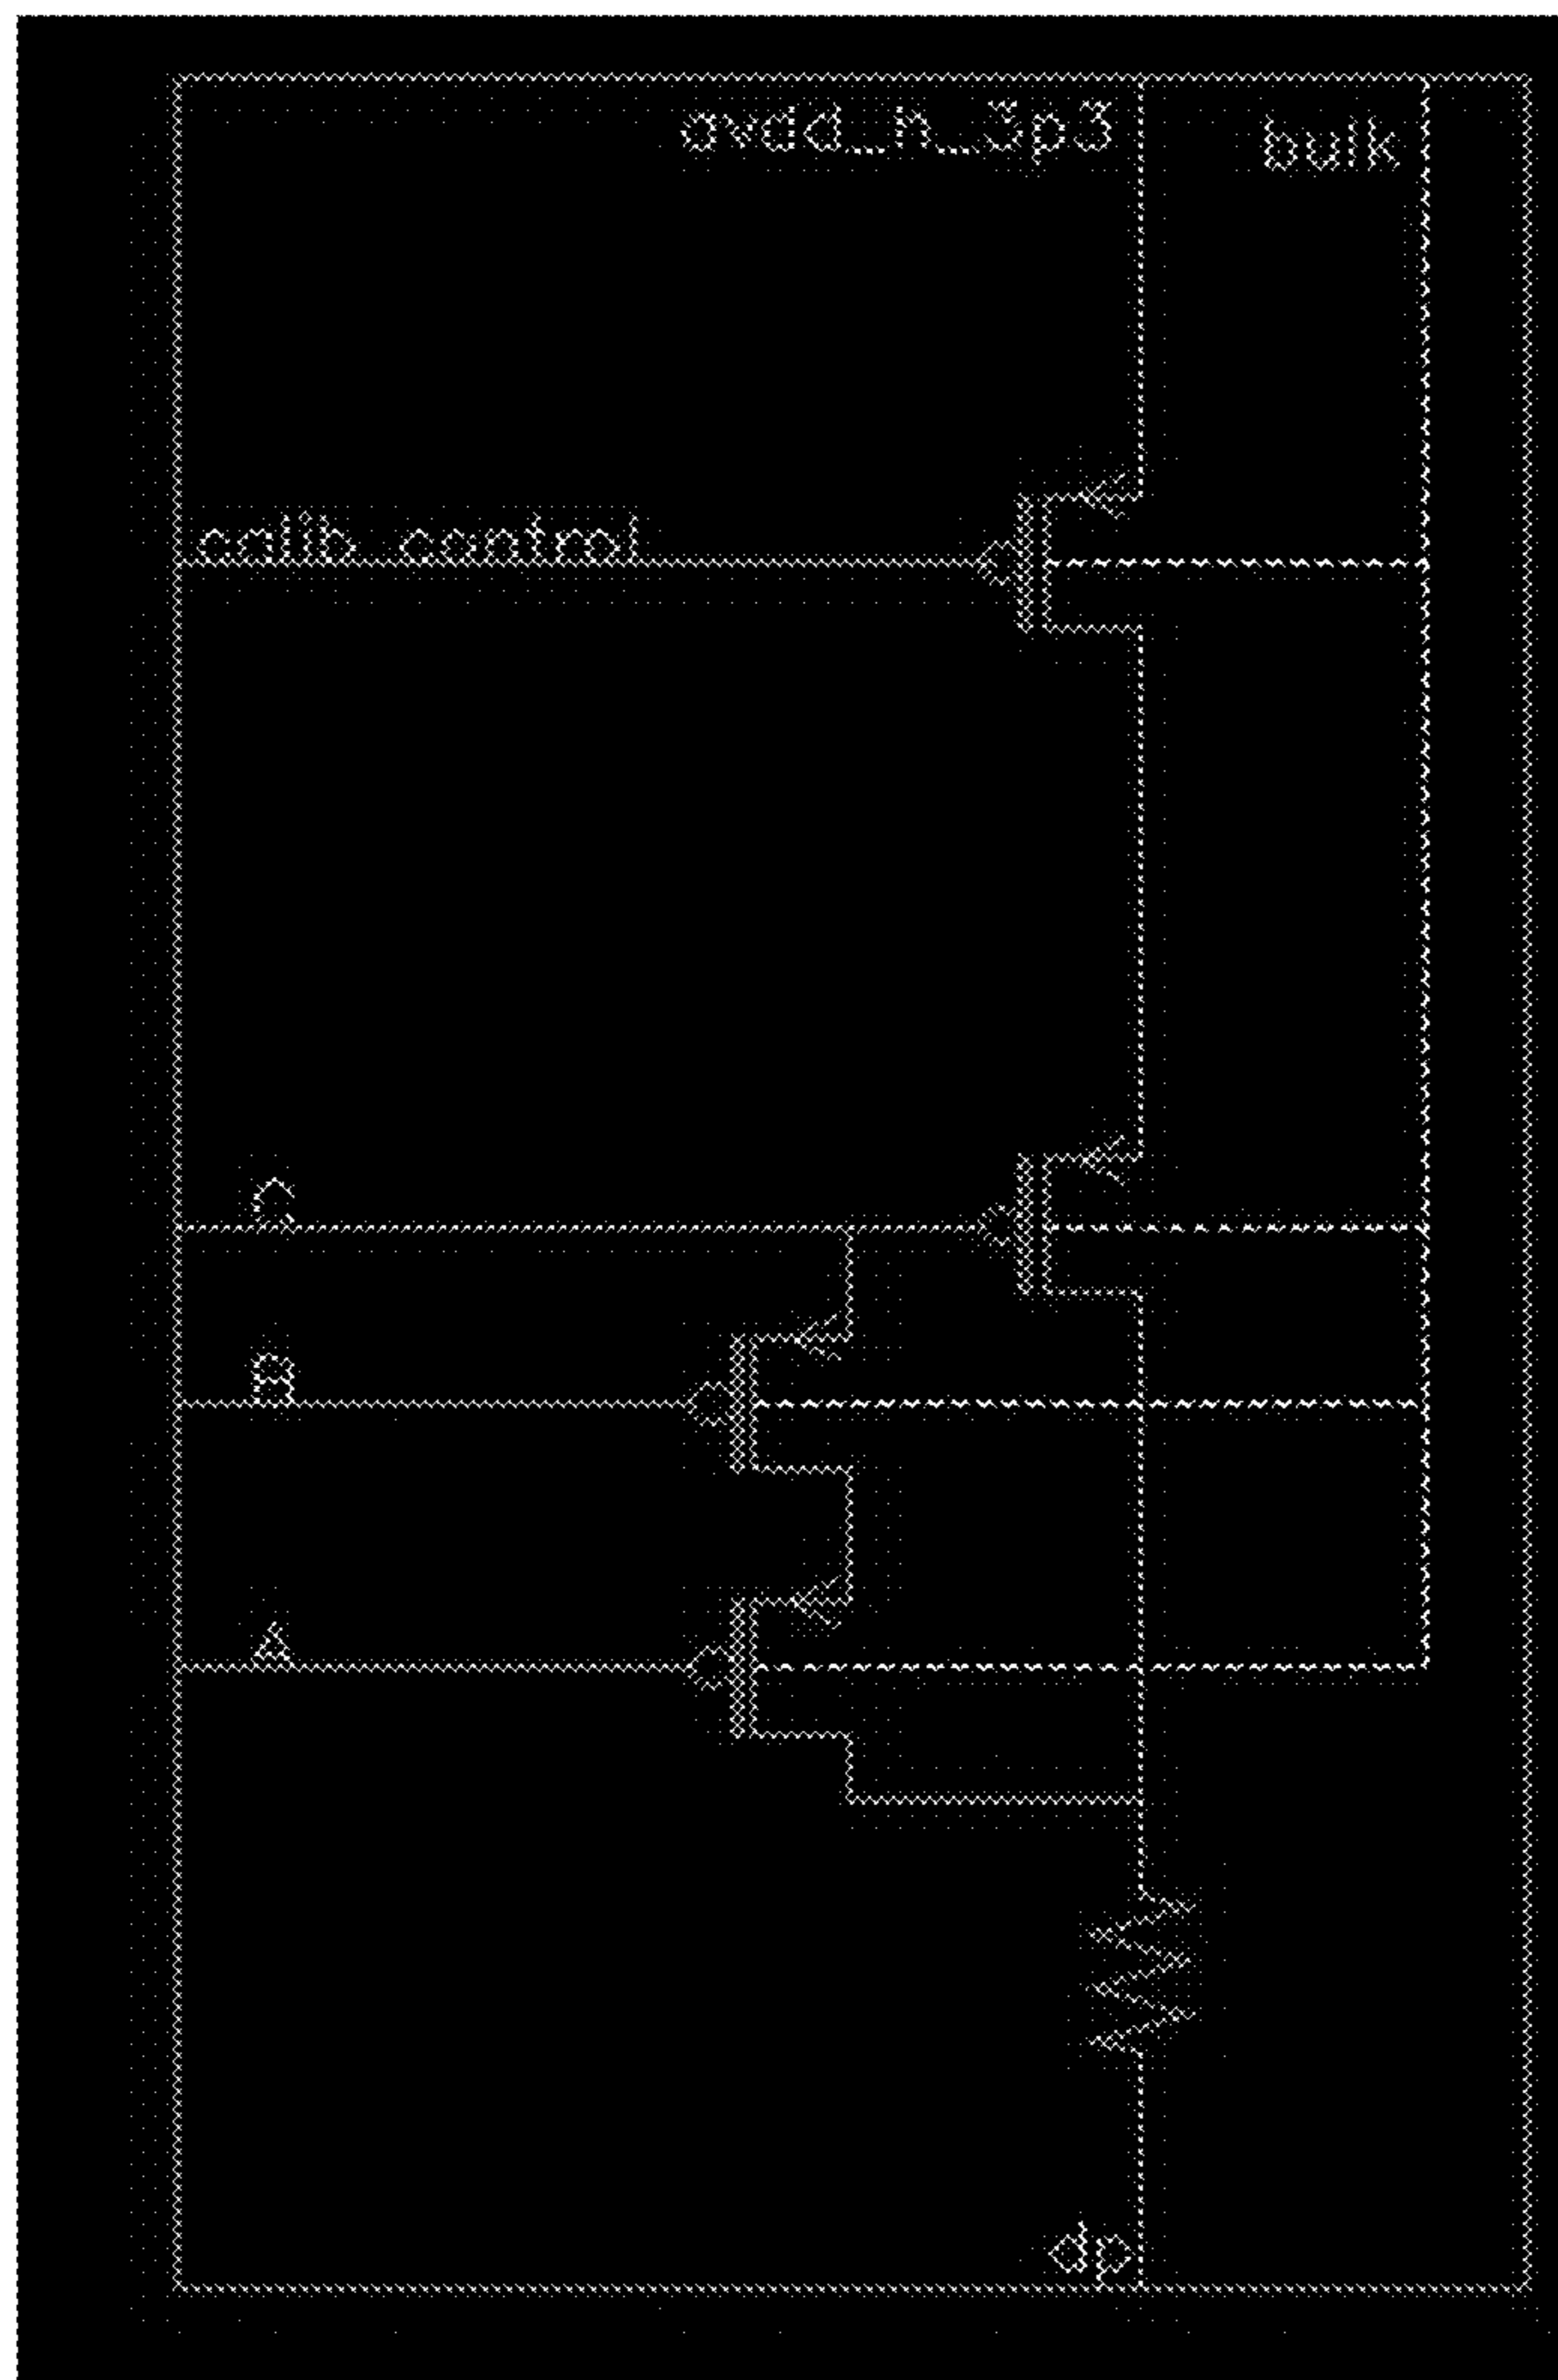 avdd_h_3p3
bulk
calib_control
C
B
A
dp